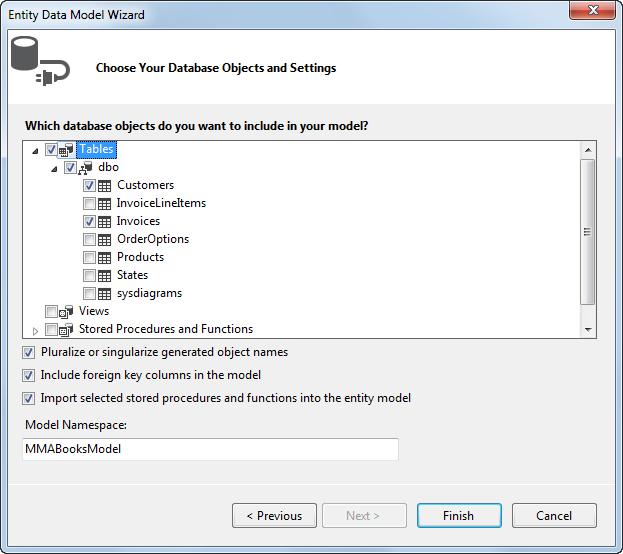 Entity Data Model Wizard
Choose Your Database Objects and Settings
Which database objects do you want to include in your model?
Tables
dbo
Customers
InvoiceLineItems
Invoices
OrderOptions
Products
States
sysdiagrams
Views
Stored Procedures and Functions
Pluralize or singularize generated object names
Include foreign key columns in the model
Import selected stored procedures and functions into the entity model
Model Namespace:
MMABooksModel
< Previous
Next >
Finish
Cancel